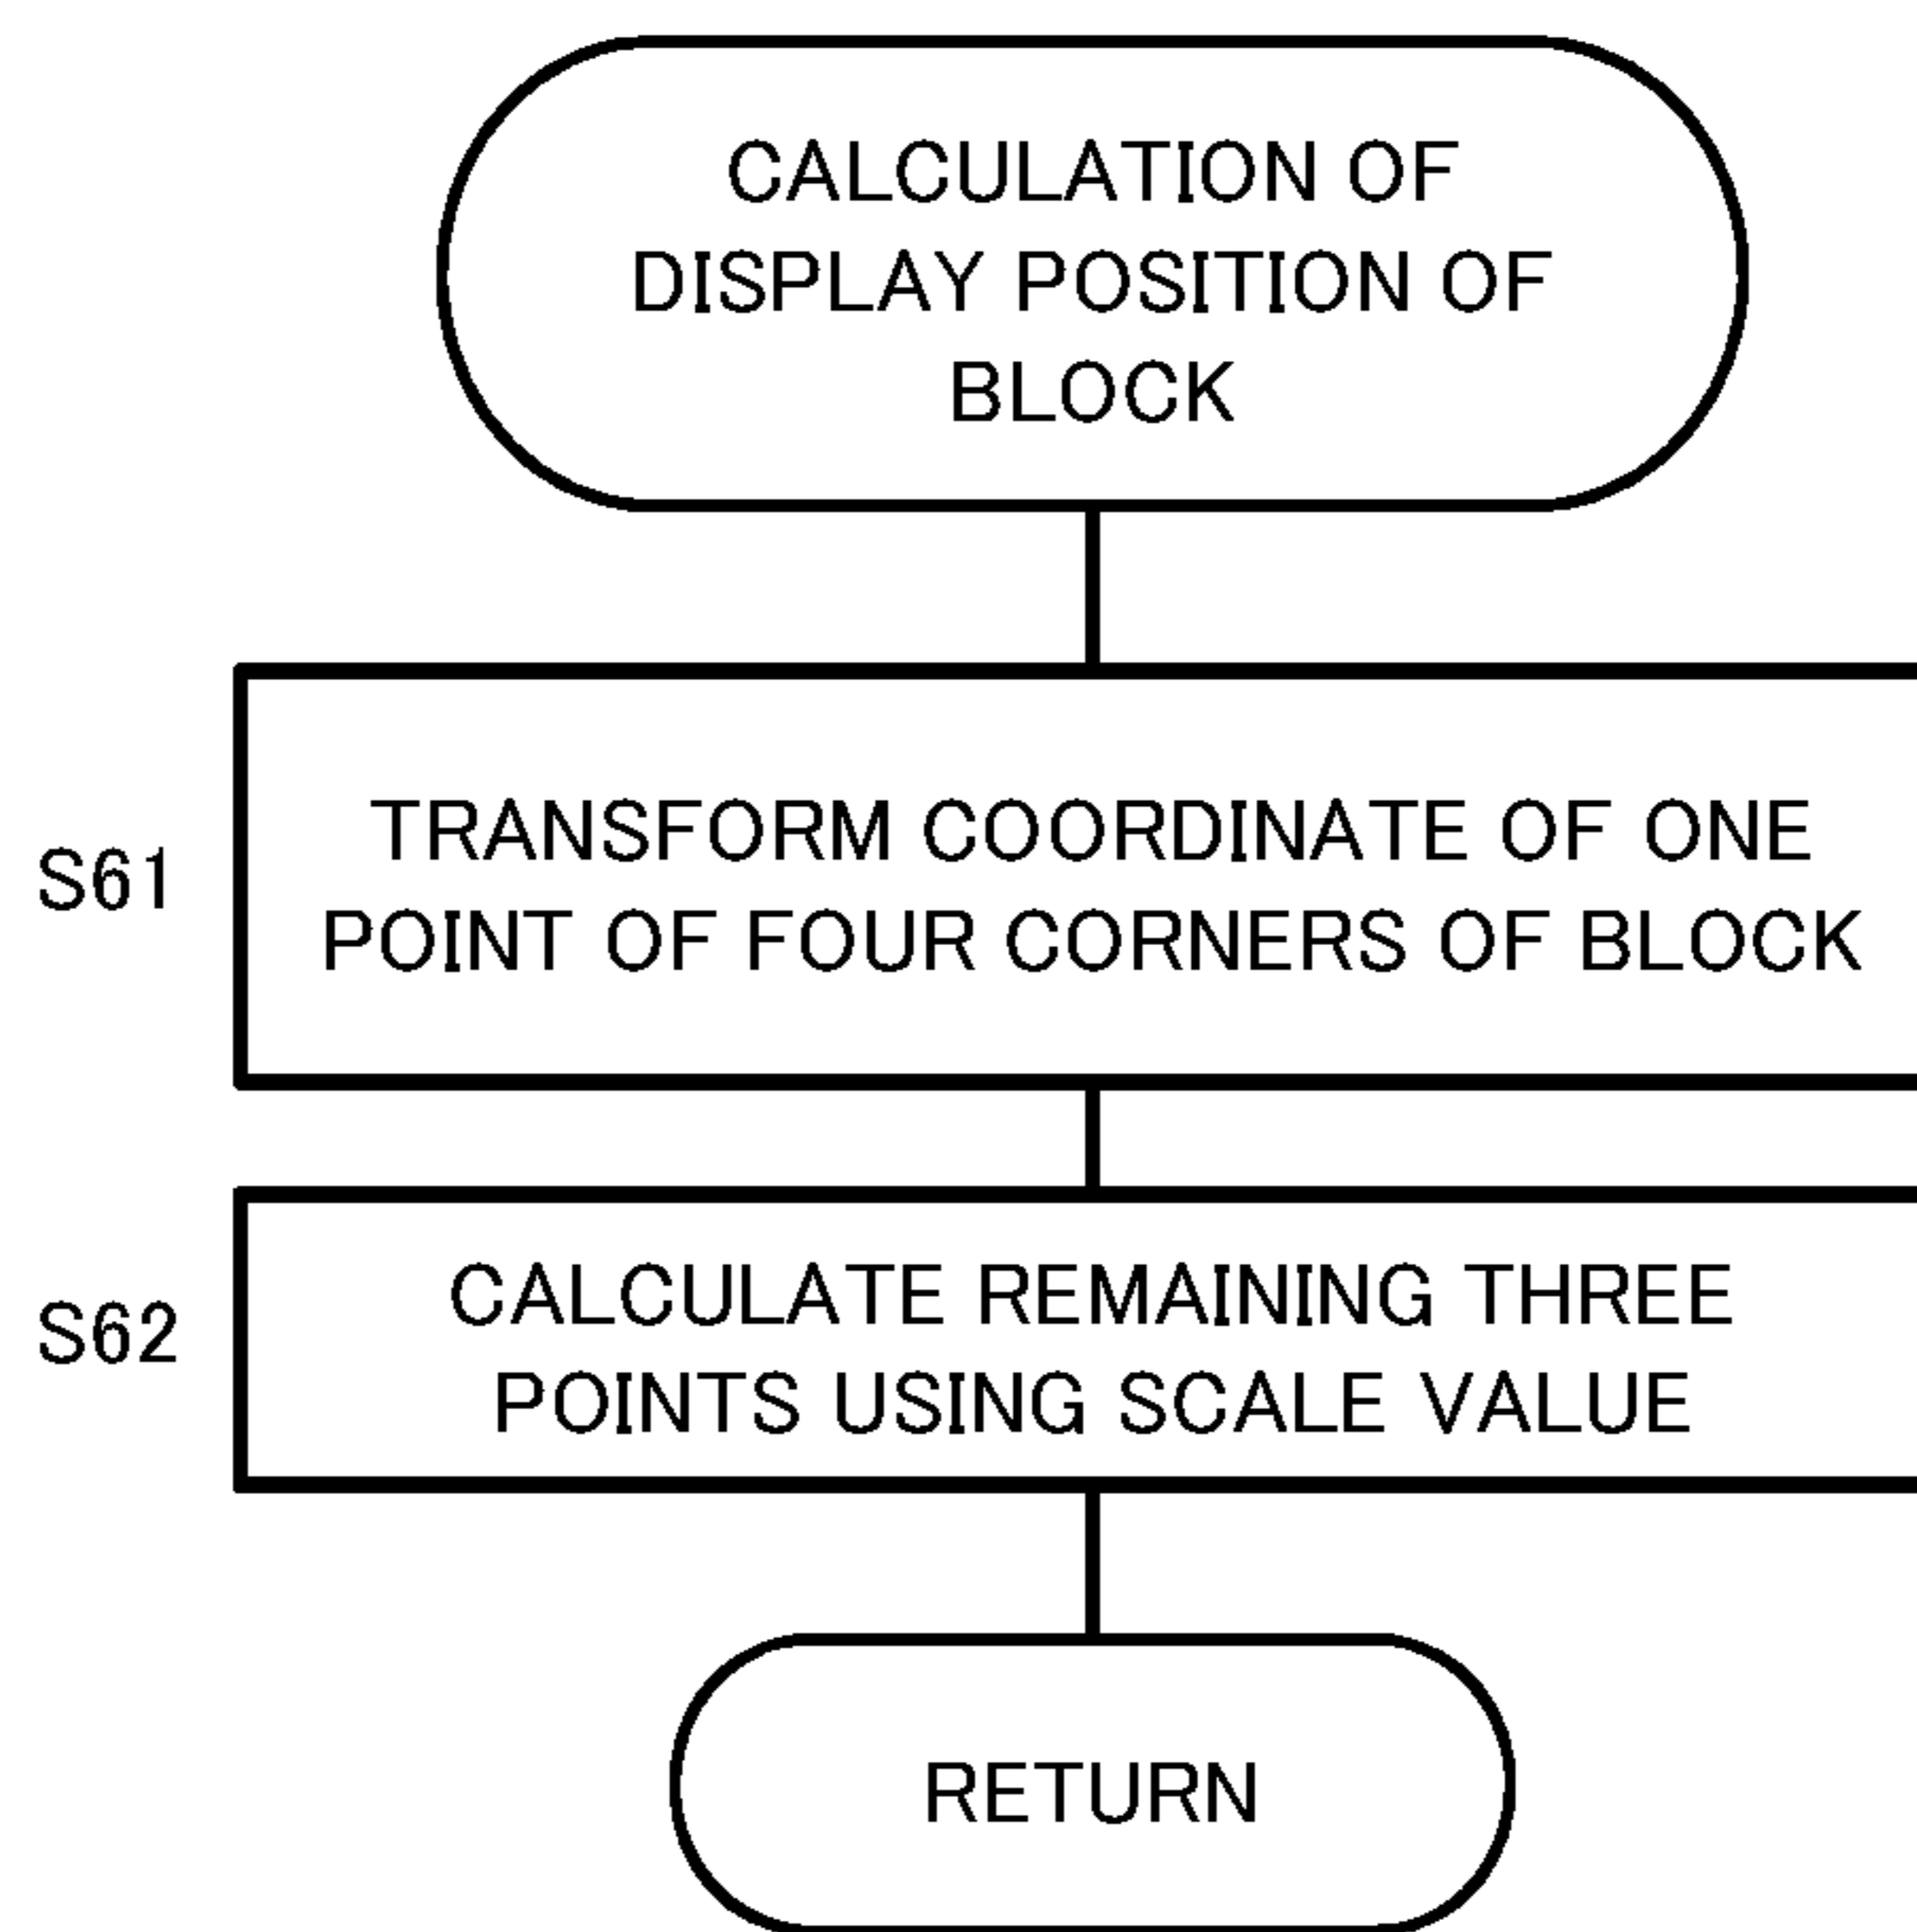 CALCULATION OF
DISPLAY POSITION OF
BLOCK
S61
TRANSFORM COORDINATE OF ONE
POINT OF FOUR CORNERS OF BLOCK
S62
CALCULATE REMAINING THREE
POINTS USING SCALE VALUE
RETURN